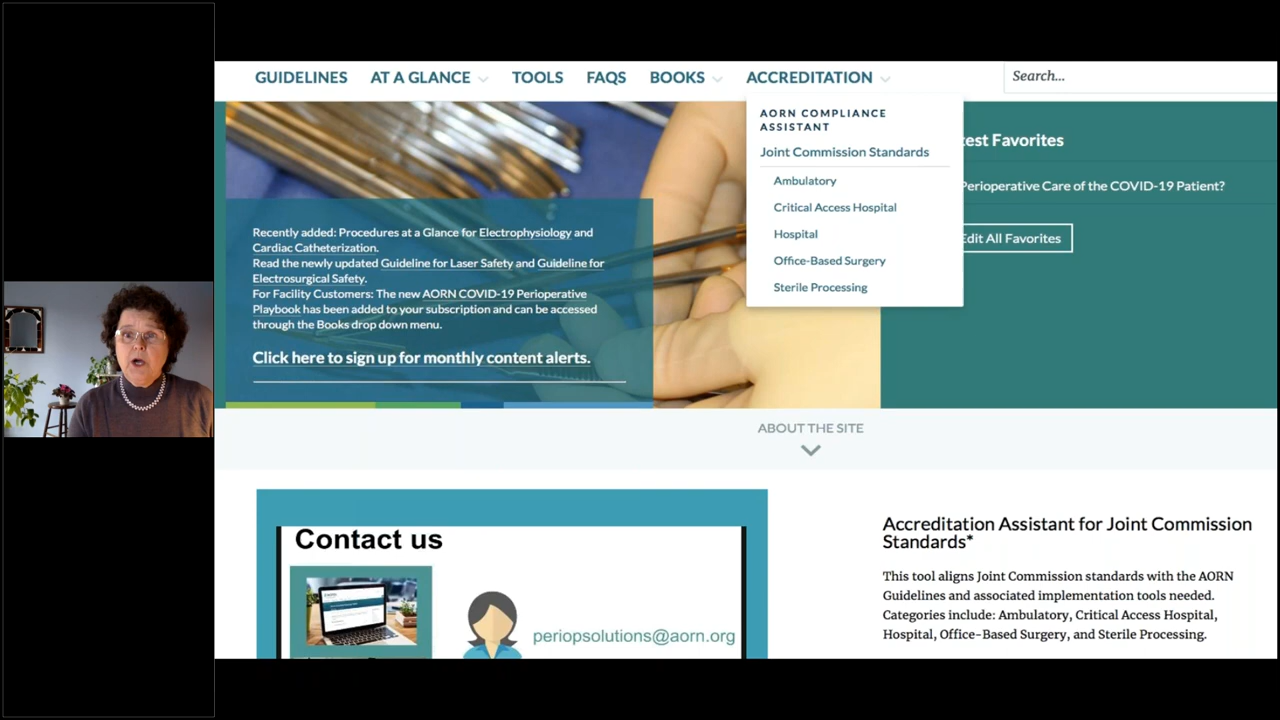 GUIDELINES AT A GLANCE TOOLS FAQS BOOKS ACCREDITATION Search...
AORN COMPLIANCE
ASSISTANT
Joint Commission Standards
Ambulatory
Critical Access Hospital
Hospital
Office-Based Surgery
Sterile Processing
Favorites
Perioperative Care of the COVID-19 Patient?
Edit All Favorites
Recently added: Procedures at a Glance for Electrophysiology and
Cardiac Catheterization.
Read the newly updated Guideline for Laser Safety and Guideline for
Electrosurgical Safety.
For Facility Customers: The new AORN COVID-19 Perioperative
Playbook has been added to your subscription and can be accessed
through the Books drop down menu.
Click here to sign up for monthly content alerts.
ABOUT THE SITE
Contact us
periopsolutions@aorn.org
Accreditation Assistant for Joint Commission
Standards*
This tool aligns Joint Commission standards with the AORN
Guidelines and associated implementation tools needed.
Categories include: Ambulatory, Critical Access Hospital,
Hospital, Office-Based Surgery, and Sterile Processing.